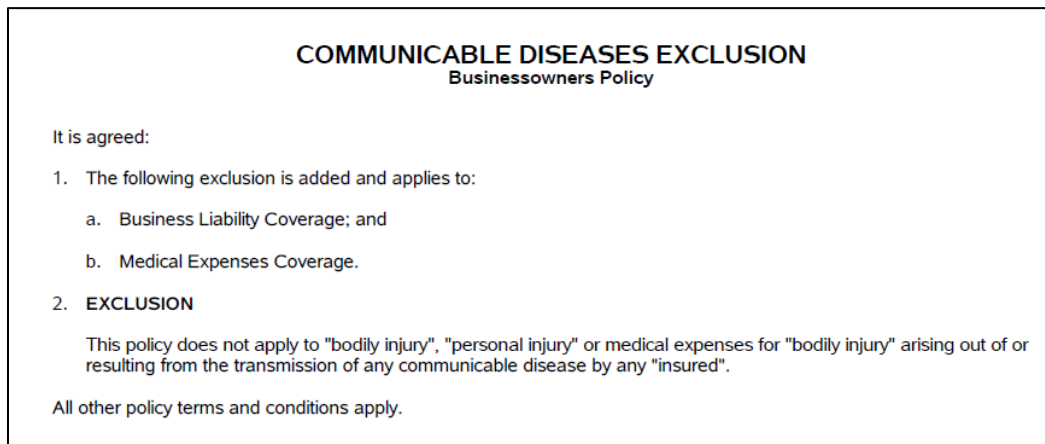 COMMUNICABLE DISEASES EXCLUSION
Businessowners Policy
It is agreed:
1. The following exclusion is added and applies to:
a. Business Liability Coverage; and
b. Medical Expenses Coverage.
2. EXCLUSION
This policy does not apply to "bodily injury", "personal injury" or medical expenses for "bodily injury" arising out of or
resulting from the transmission of any communicable disease by any "insured".
All other policy terms and conditions apply.